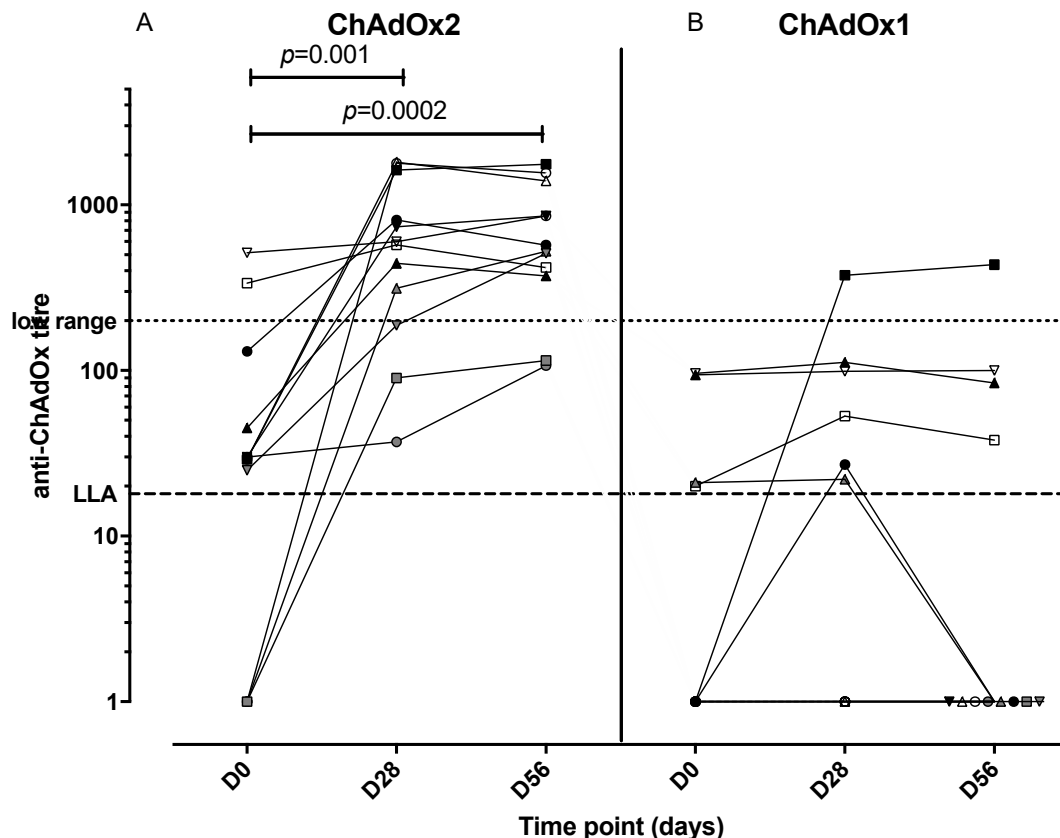 A
ChAdOx2
B
ChAdOx1
p=0.001
p=0.0002
anti-ChAdOx titre
1000
low range
100
LLA
10
1
D0
D28
D56
D0
D28
D56
Time point (days)